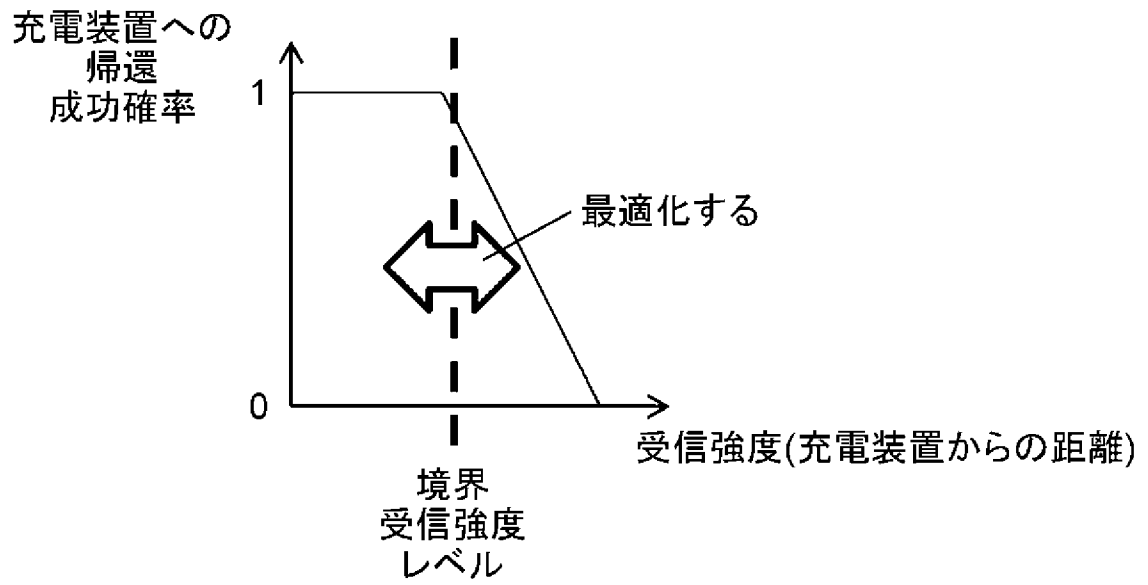 充電装置への
帰還
成功確率
1
最適化する
0
受信強度(充電装置からの距離)
境界
受信強度
レベル